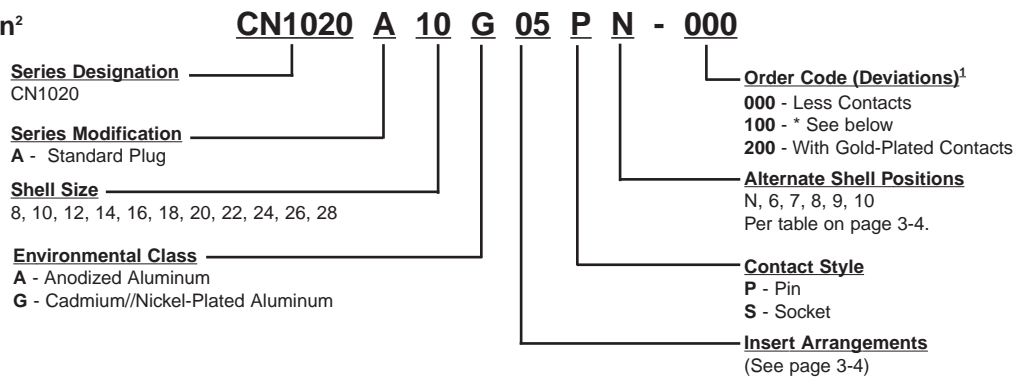 n²
CN1020 A 10 G 05 P N - 000
Series Designation
CN1020
Series Modification
A - Standard Plug
Shell Size
8, 10, 12, 14, 16, 18, 20, 22, 24, 26, 28
Environmental Class
A - Anodized Aluminum
G - Cadmium//Nickel-Plated Aluminum
Order Code (Deviations)¹
000 - Less Contacts
100 - * See below
200 - With Gold-Plated Contacts
Alternate Shell Positions
N, 6, 7, 8, 9, 10
Per table on page 3-4.
Contact Style
P - Pin
S - Socket
Insert Arrangements
(See page 3-4)